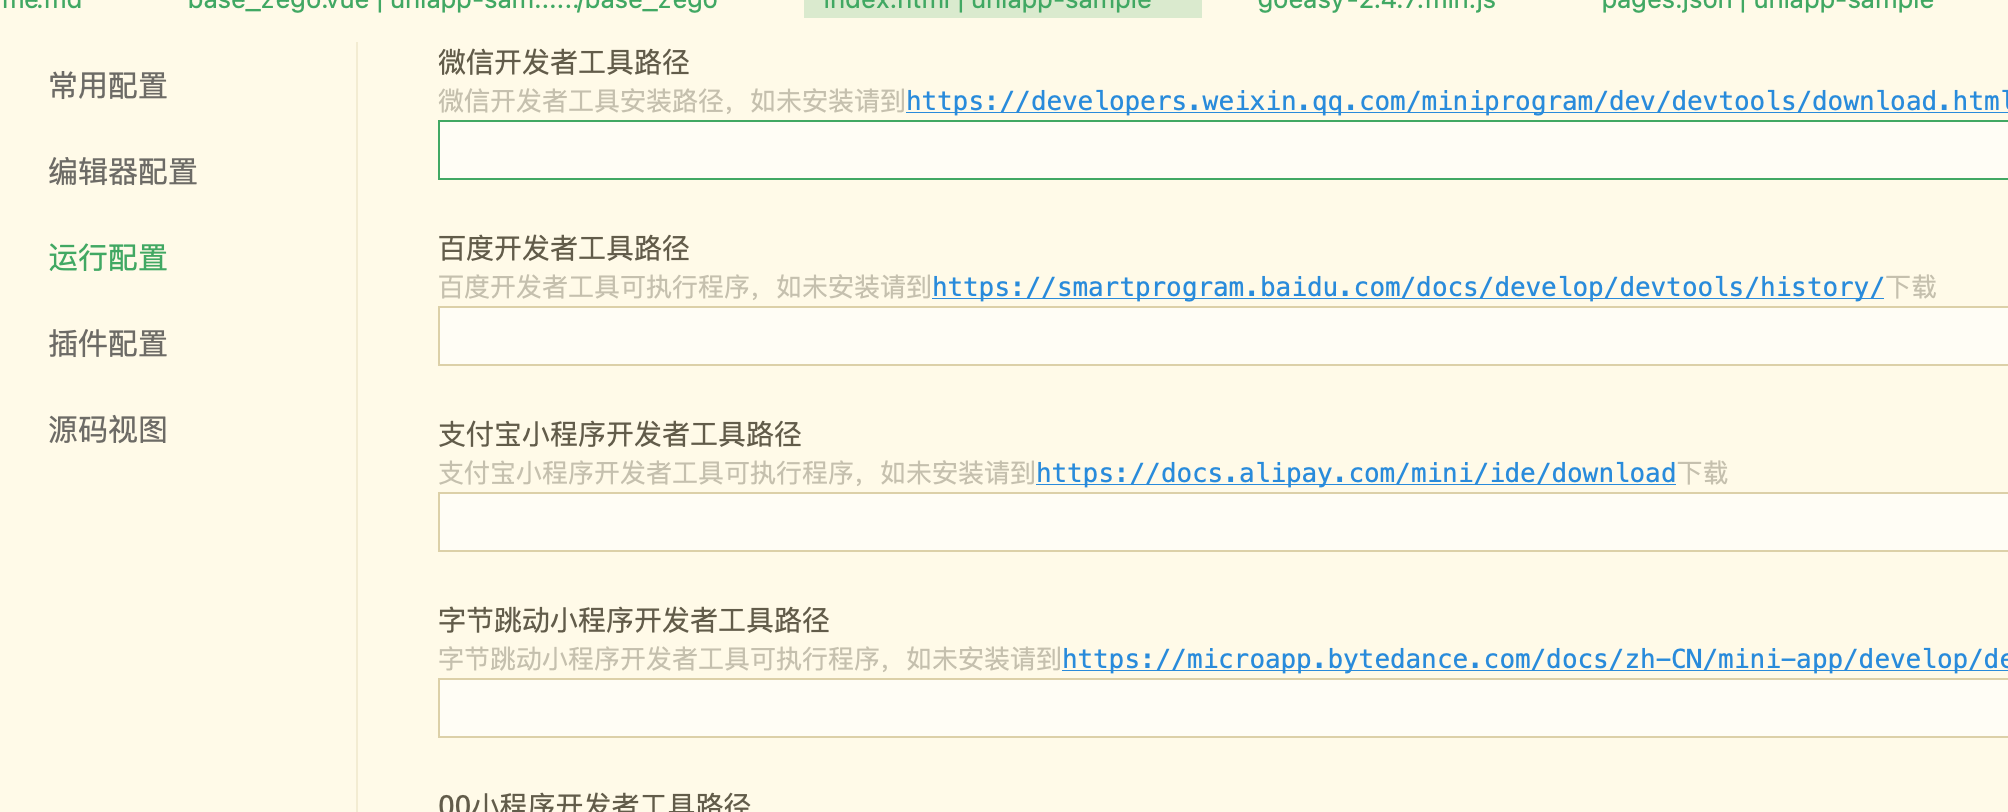 me.md
base_zego.vue | uniapp-sam....../base_zego
index.html | uniapp-sample
goeasy-2.4.7.min.js
pages.json | uniapp-sample
常用配置
编辑器配置
运行配置
插件配置
源码视图
微信开发者工具路径
微信开发者工具安装路径，如未安装请到https://developers.weixin.qq.com/miniprogram/dev/devtools/download.html
百度开发者工具路径
百度开发者工具可执行程序，如未安装请到https://smartprogram.baidu.com/docs/develop/devtools/history/下载
支付宝小程序开发者工具路径
支付宝小程序开发者工具可执行程序，如未安装请到https://docs.alipay.com/mini/ide/download下载
字节跳动小程序开发者工具路径
字节跳动小程序开发者工具可执行程序，如未安装请到https://microapp.bytedance.com/docs/zh-CN/mini-app/develop/de
QQ小程序开发者工具路径